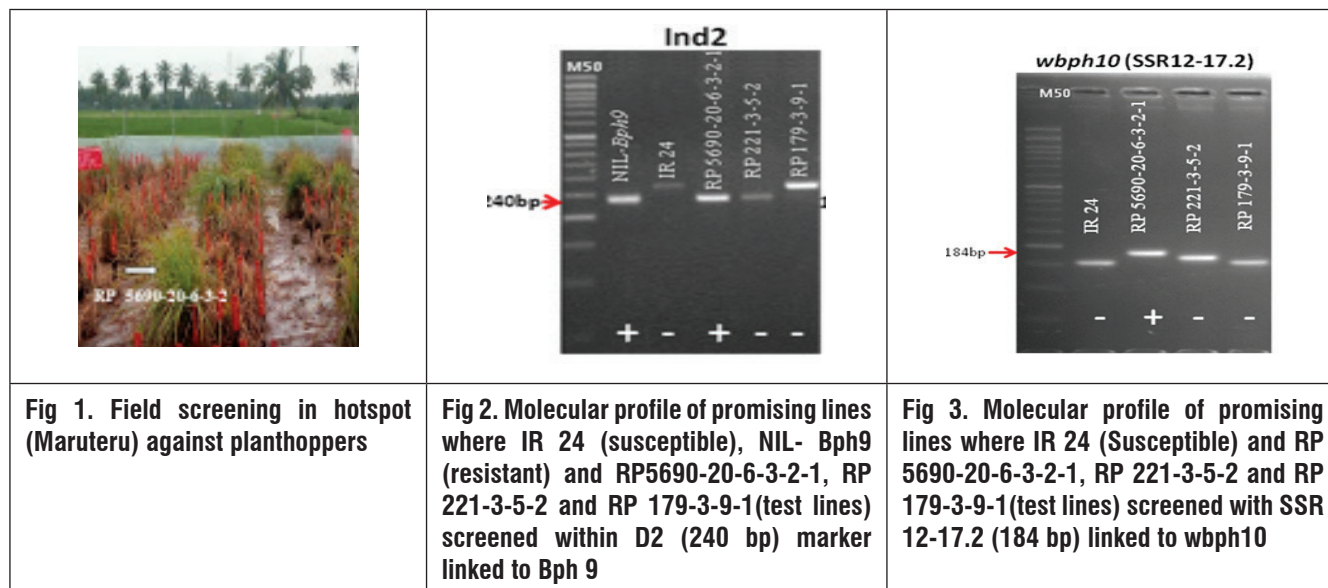 RP 5690-20-6-3-2
Ind2
M50
NIL-Bph9
IR 24
RP5690-20-6-3-2-1
RP 221-3-5-2
RP 179-3-9-1
240bp
+ - + - -
wbph10 (SSR12-17.2)
M50
IR 24
RP 5690-20-6-3-2-1
RP 221-3-5-2
RP 179-3-9-1
184bp
- + - -
Fig 1. Field screening in hotspot
(Maruteru) against planthoppers
Fig 2. Molecular profile of promising lines
where IR 24 (susceptible), NIL- Bph9
(resistant) and RP5690-20-6-3-2-1, RP
221-3-5-2 and RP 179-3-9-1(test lines)
screened within D2 (240 bp) marker
linked to Bph 9
Fig 3. Molecular profile of promising
lines where IR 24 (Susceptible) and RP
5690-20-6-3-2-1, RP 221-3-5-2 and RP
179-3-9-1(test lines) screened with SSR
12-17.2 (184 bp) linked to wbph10